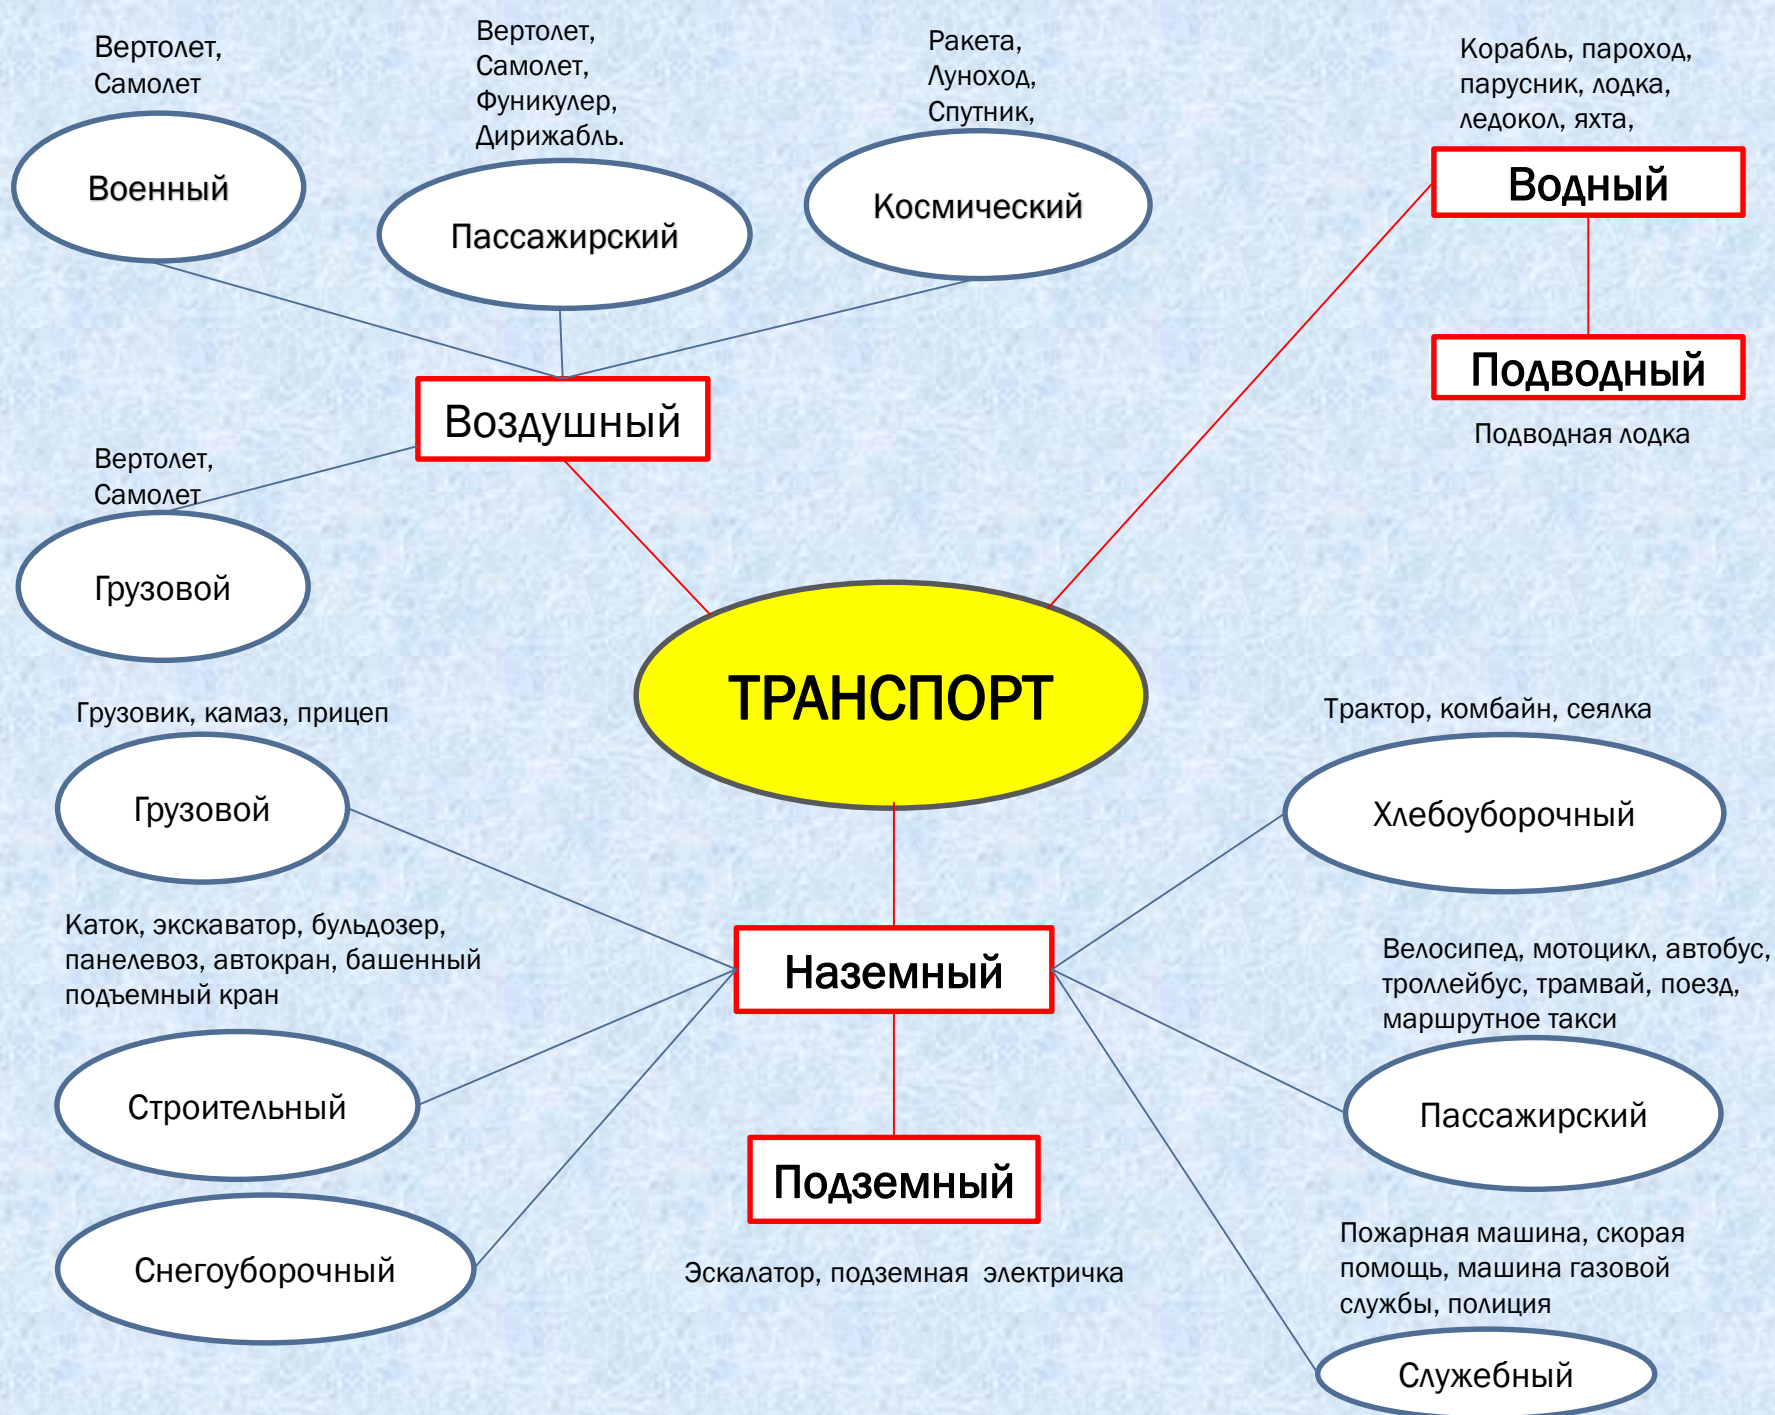 Вертолет,
Самолет
Военный
Вертолет,
Самолет,
Фуникулер,
Дирижабль.
Пассажирский
Ракета,
Луноход,
Спутник,
Космический
Корабль, пароход,
парусник, лодка,
ледокол, яхта,
Водный
Подводный
Подводная лодка
Воздушный
Вертолет,
Самолет
Грузовой
ТРАНСПОРТ
Грузовик, камаз, прицеп
Грузовой
Каток, экскаватор, бульдозер,
панелевоз, автокран, башенный
подъемный кран
Строительный
Снегоуборочный
Наземный
Подземный
Эскалатор, подземная электричка
Трактор, комбайн, сеялка
Хлебоуборочный
Велосипед, мотоцикл, автобус,
троллейбус, трамвай, поезд,
маршрутное такси
Пассажирский
Пожарная машина, скорая
помощь, машина газовой
службы, полиция
Служебный